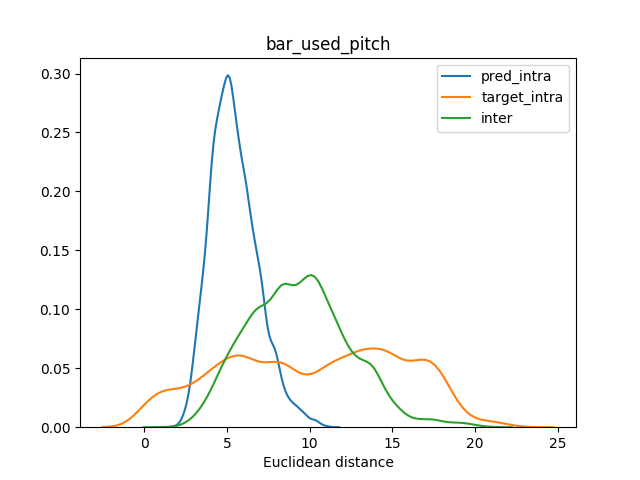 bar_used_pitch
pred_intra
target_intra
inter
0.30
0.25
0.20
0.15
0.10
0.05
0.00
0 5 10 15 20 25
Euclidean distance